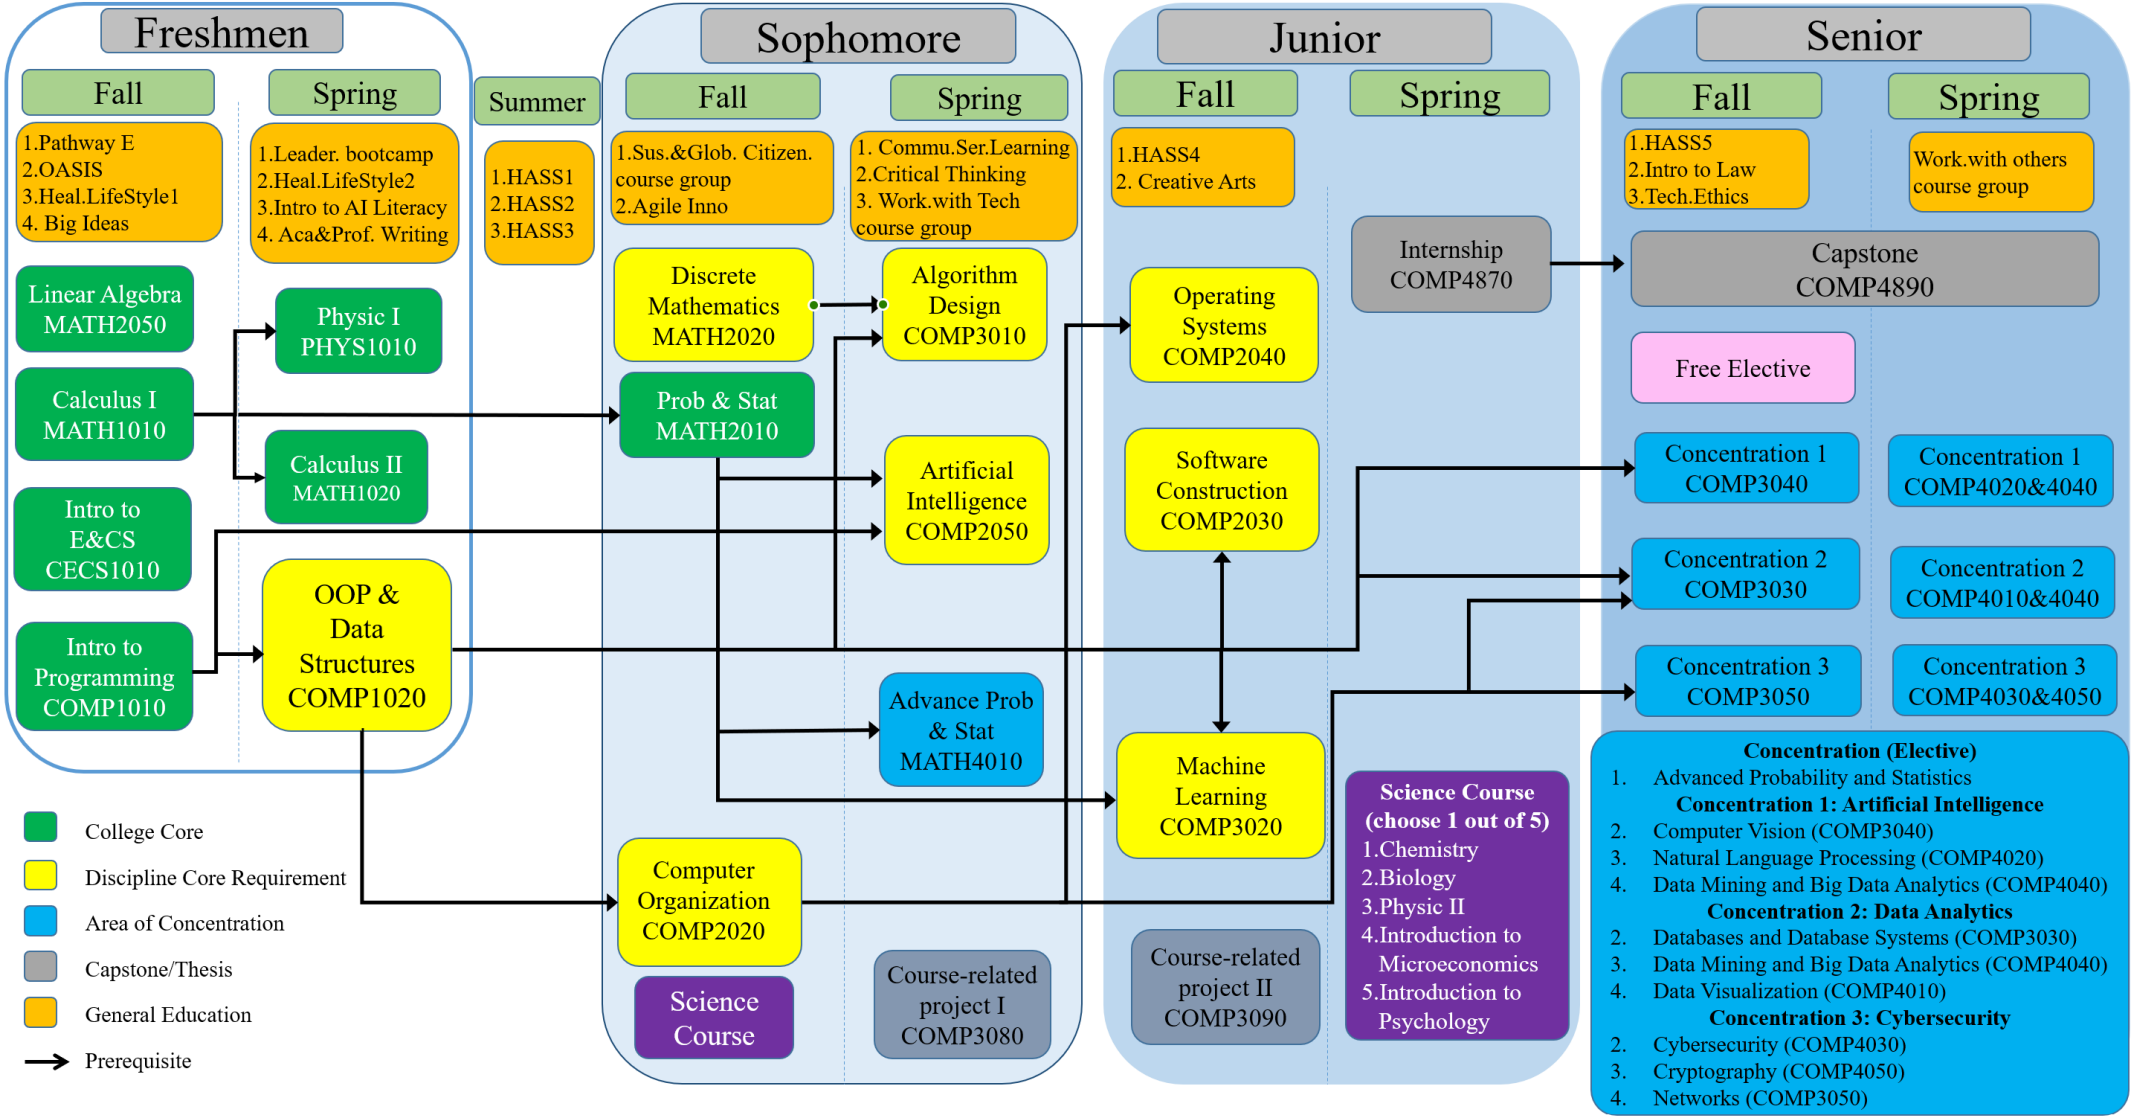 Freshmen
Fall
Spring
1.Pathway E
2.OASIS
3.Heal.LifeStyle1
4. Big Ideas
1.Leader. bootcamp
2.Heal.LifeStyle2
3.Intro to AI Literacy
4. Aca&Prof. Writing
Linear Algebra
MATH2050
Physic I
PHYS1010
Calculus I
MATH1010
Calculus II
MATH1020
Intro to
E&CS
CECS1010
Intro to
Programming
COMP1010
OOP &
Data
Structures
COMP1020
Summer
1.HASS1
2.HASS2
3.HASS3
Sophomore
Fall
Spring
1.Sus.&Glob. Citizen.
course group
2.Agile Inno
1. Commu.Ser.Learning
2.Critical Thinking
3. Work.with Tech
course group
Discrete
Mathematics
MATH2020
Algorithm
Design
COMP3010
Prob & Stat
MATH2010
Artificial
Intelligence
COMP2050
Advance Prob
& Stat
MATH4010
Computer
Organization
COMP2020
Science
Course
Course-related
project I
COMP3080
Junior
Fall
Spring
1.HASS4
2. Creative Arts
Internship
COMP4870
Operating
Systems
COMP2040
Software
Construction
COMP2030
Machine
Learning
COMP3020
Course-related
project II
COMP3090
Science Course
(choose 1 out of 5)
1.Chemistry
2.Biology
3.Physic II
4.Introduction to
Microeconomics
5.Introduction to
Psychology
Senior
Fall
Spring
1.HASS5
2.Intro to Law
3.Tech.Ethics
Work.with others
course group
Capstone
COMP4890
Free Elective
Concentration 1
COMP3040
Concentration 1
COMP4020&4040
Concentration 2
COMP3030
Concentration 2
COMP4010&4040
Concentration 3
COMP3050
Concentration 3
COMP4030&4050
Concentration (Elective)
1. Advanced Probability and Statistics
Concentration 1: Artificial Intelligence
2. Computer Vision (COMP3040)
3. Natural Language Processing (COMP4020)
4. Data Mining and Big Data Analytics (COMP4040)
Concentration 2: Data Analytics
2. Databases and Database Systems (COMP3030)
3. Data Mining and Big Data Analytics (COMP4040)
4. Data Visualization (COMP4010)
Concentration 3: Cybersecurity
2. Cybersecurity (COMP4030)
3. Cryptography (COMP4050)
4. Networks (COMP3050)
College Core
Discipline Core Requirement
Area of Concentration
Capstone/Thesis
General Education
Prerequisite